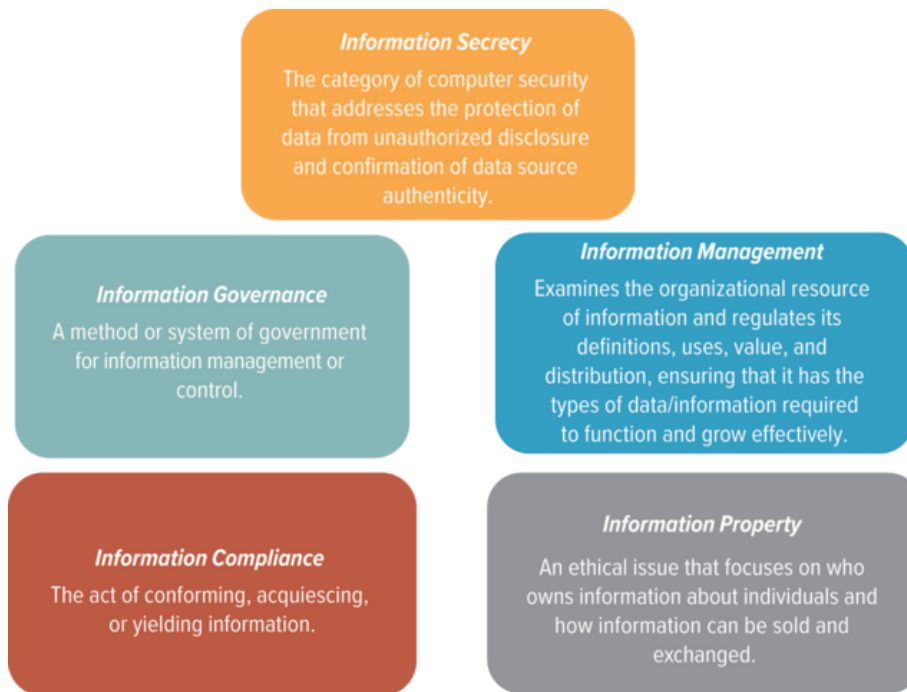 Information Secrecy
The category of computer security
that addresses the protection of
data from unauthorized disclosure
and confirmation of data source
authenticity.
Information Governance
A method or system of government
for information management or
control.
Information Management
Examines the organizational resource
of information and regulates its
definitions, uses, value, and
distribution, ensuring that it has the
types of data/information required
to function and grow effectively.
Information Compliance
The act of conforming, acquiescing,
or yielding information.
Information Property
An ethical issue that focuses on who
owns information about individuals and
how information can be sold and
exchanged.